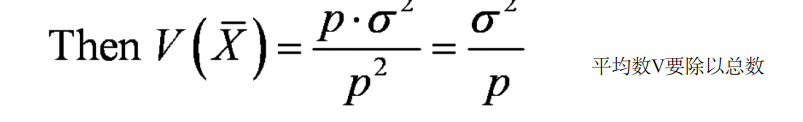 Then V(X̄) = p·σ²/p² = σ²/p 平均数V要除以总数